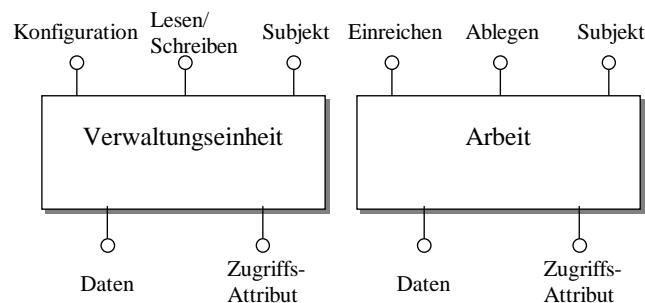 Konfiguration
Lesen/
Schreiben
Subjekt
Einreichen
Ablegen
Subjekt
Verwaltungseinheit
Arbeit
Daten
Zugriffs-
Attribut
Daten
Zugriffs-
Attribut